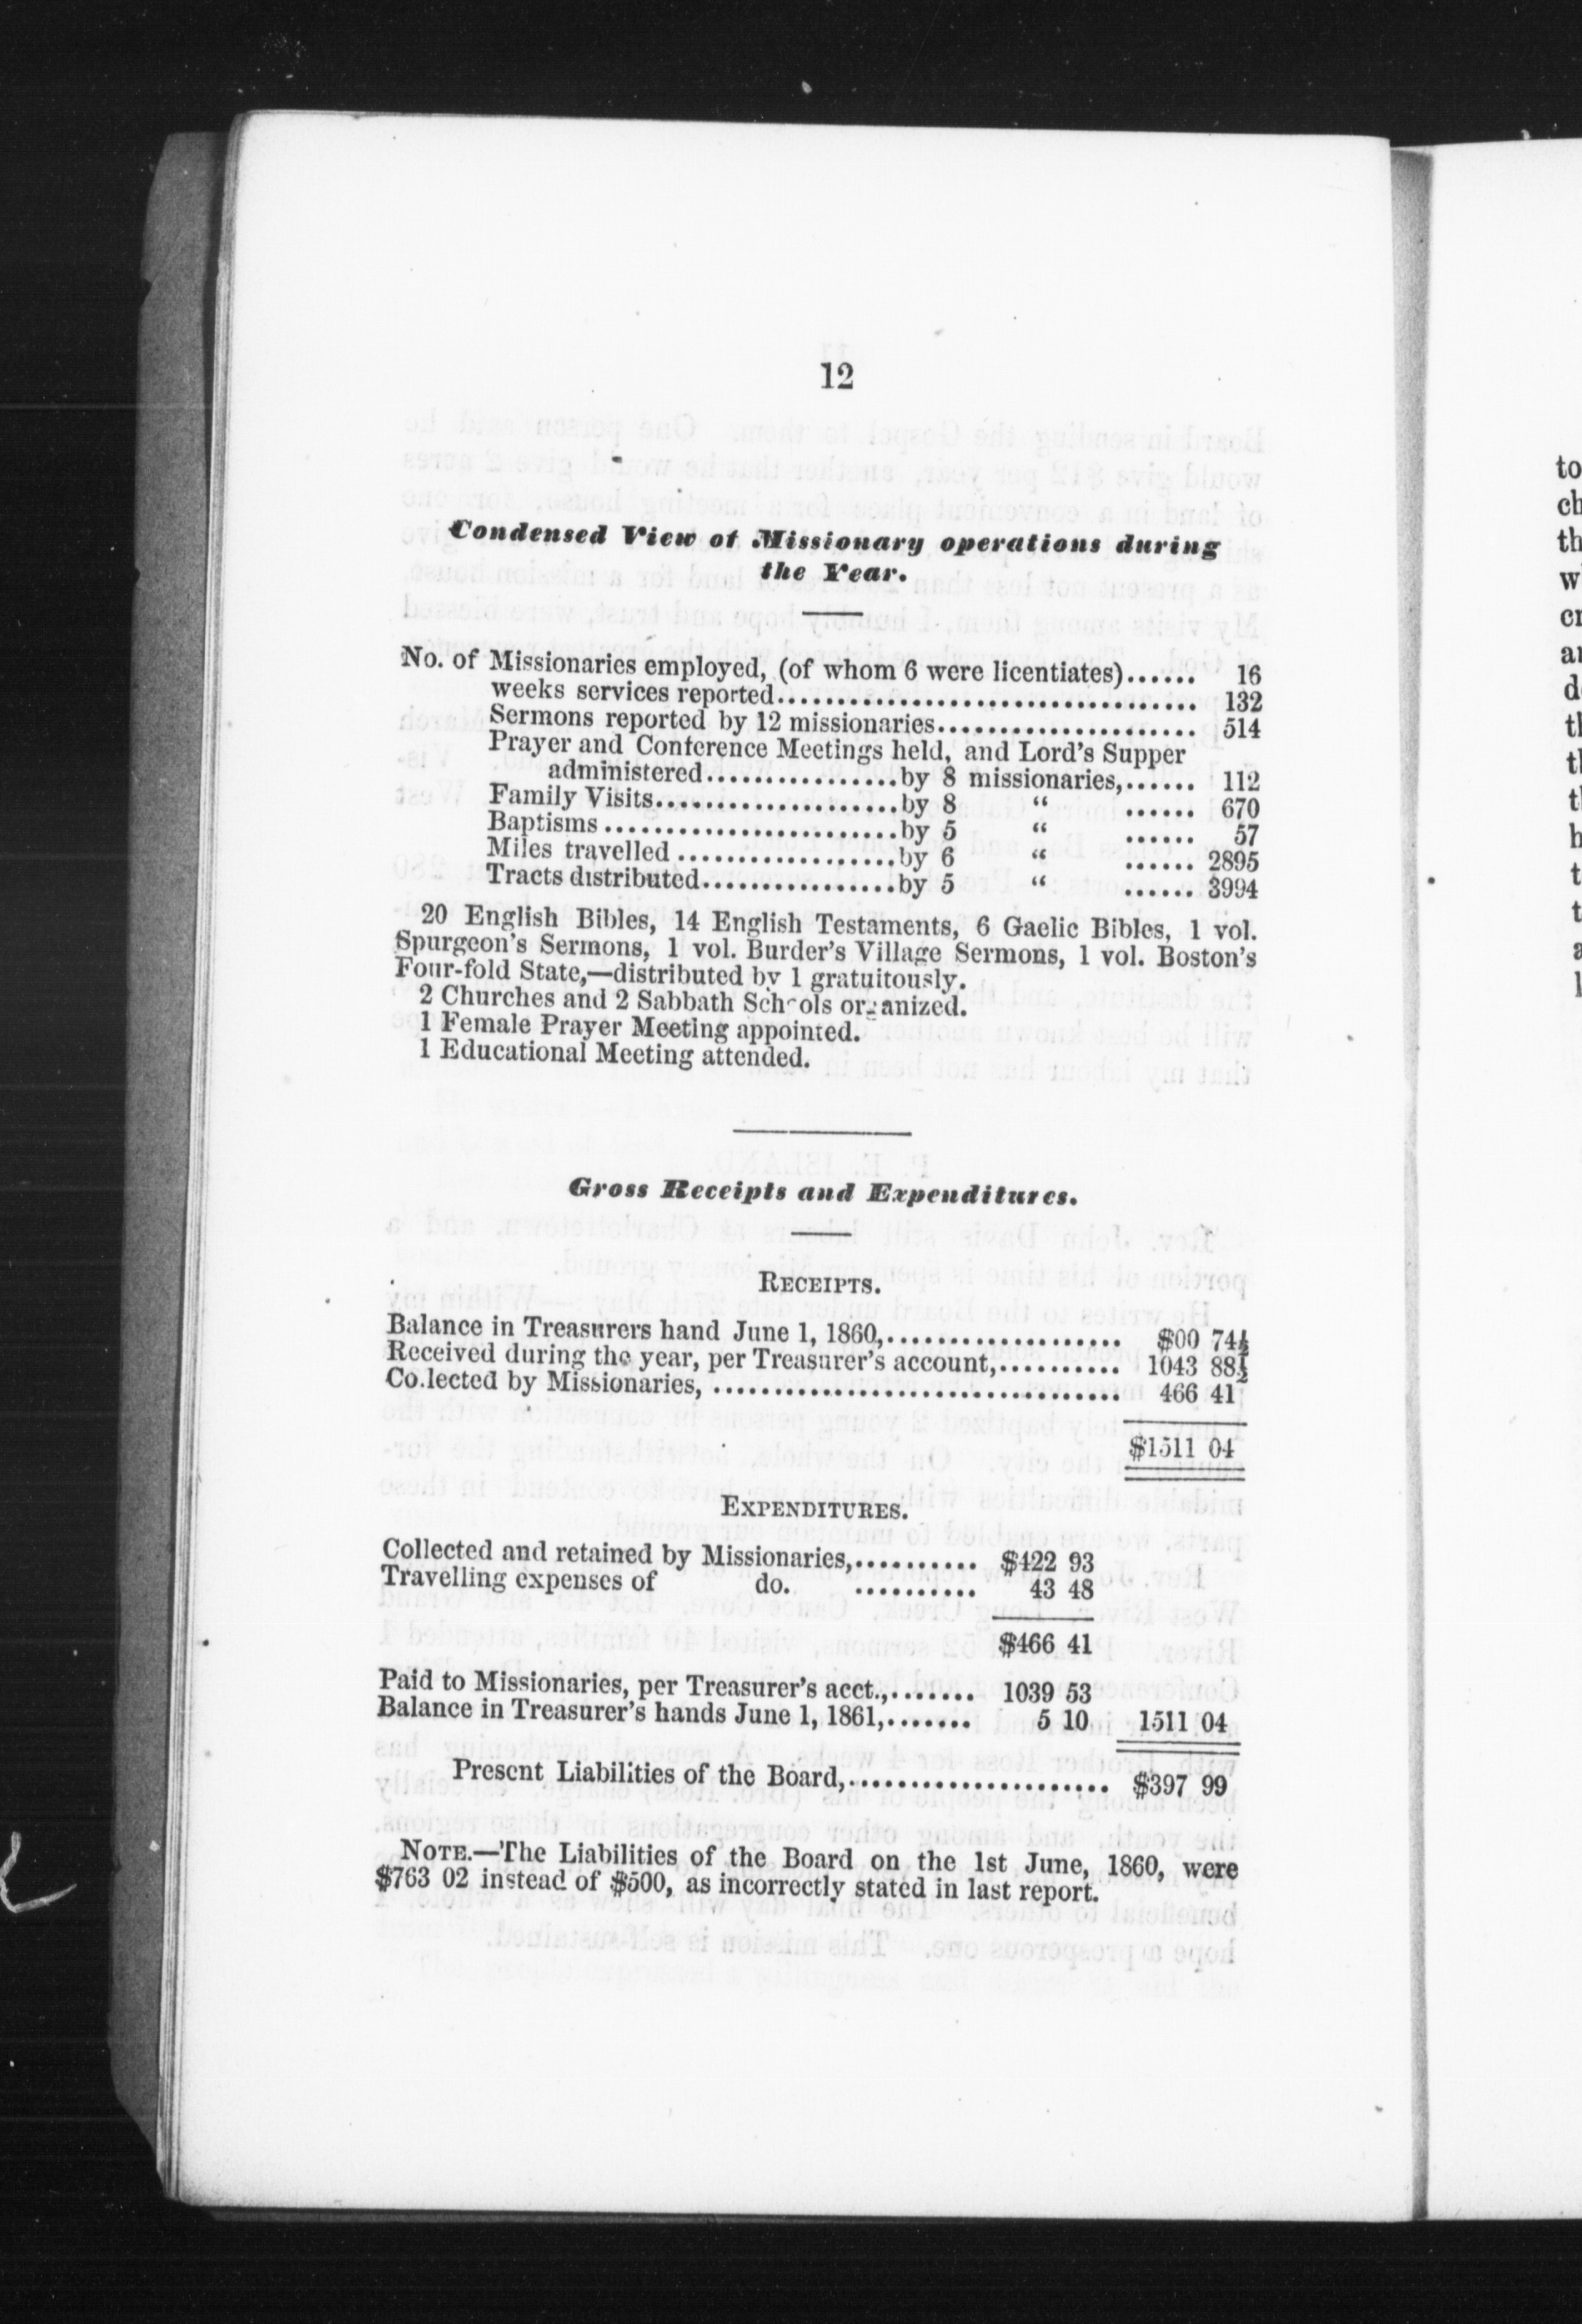 12
Condensed View of Missionary operations during
the Year.
No. of Missionaries employed, (of whom 6 were licentiates)...... 16
weeks services reported................................... 132
Sermons reported by 12 missionaries...................... 514
Prayer and Conference Meetings held, and Lord's Supper
administered................by 8 missionaries,...... 112
Family Visits....................by 8 “ ...... 670
Baptisms........................by 5 “ ...... 57
Miles travelled..................by 6 “ ...... 2895
Tracts distributed................by 5 “ ...... 3994
20 English Bibles, 14 English Testaments, 6 Gaelic Bibles, 1 vol.
Spurgeon's Sermons, 1 vol. Burder's Village Sermons, 1 vol. Boston's
Four-fold State,—distributed by 1 gratuitously.
2 Churches and 2 Sabbath Schools organized.
1 Female Prayer Meeting appointed.
1 Educational Meeting attended.
Gross Receipts and Expenditures.
RECEIPTS.
Balance in Treasurers hand June 1, 1860,.................... $00 74½
Received during the year, per Treasurer's account,.......... 1043 88½
Co.lected by Missionaries, .................................. 466 41
$1511 04
EXPENDITURES.
Collected and retained by Missionaries,.......... $422 93
Travelling expenses of do. .......... 43 48
$466 41
Paid to Missionaries, per Treasurer's acct.,....... 1039 53
Balance in Treasurer's hands June 1, 1861,....... 5 10 1511 04
Present Liabilities of the Board,...................... $397 99
NOTE.—The Liabilities of the Board on the 1st June, 1860, were
$763 02 instead of $500, as incorrectly stated in last report.